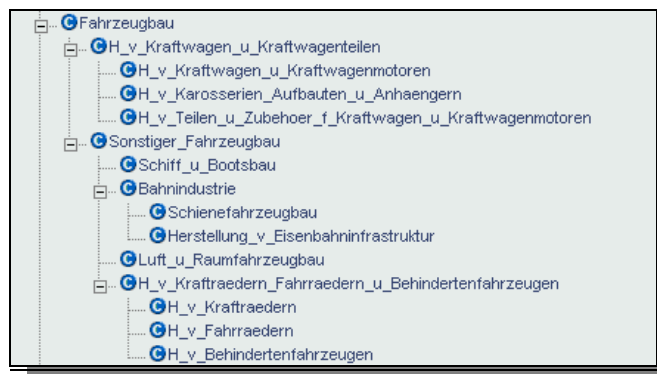 Fahrzeugbau
H_v_Kraftwagen_u_Kraftwagenteilen
H_v_Kraftwagen_u_Kraftwagenmotoren
H_v_Karosserien_Aufbauten_u_Anhaengern
H_v_Teilen_u_Zubehoer_f_Kraftwagen_u_Kraftwagenmotoren
Sonstiger_Fahrzeugbau
Schiff_u_Bootsbau
Bahnindustrie
Schienefahrzeugbau
Herstellung_v_Eisenbahninfrastruktur
Luft_u_Raumfahrzeugbau
H_v_Kraftraedern_Fahrraedern_u_Behindertenfahrzeugen
H_v_Kraftraedern
H_v_Fahrraedern
H_v_Behindertenfahrzeugen